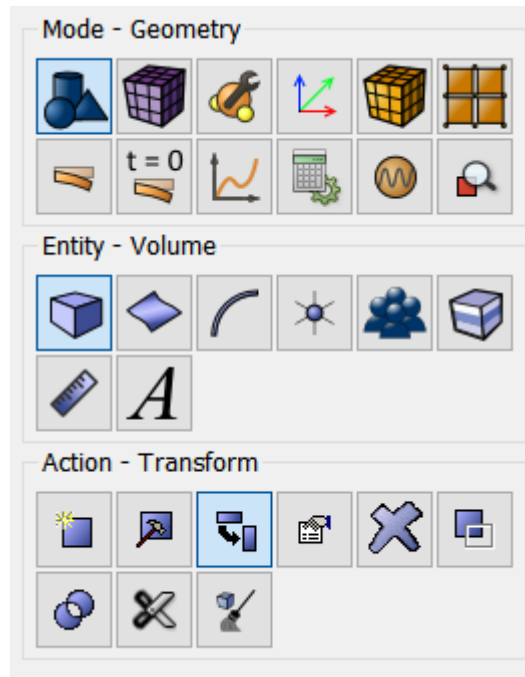 Mode - Geometry
t = 0
Entity - Volume
A
Action - Transform